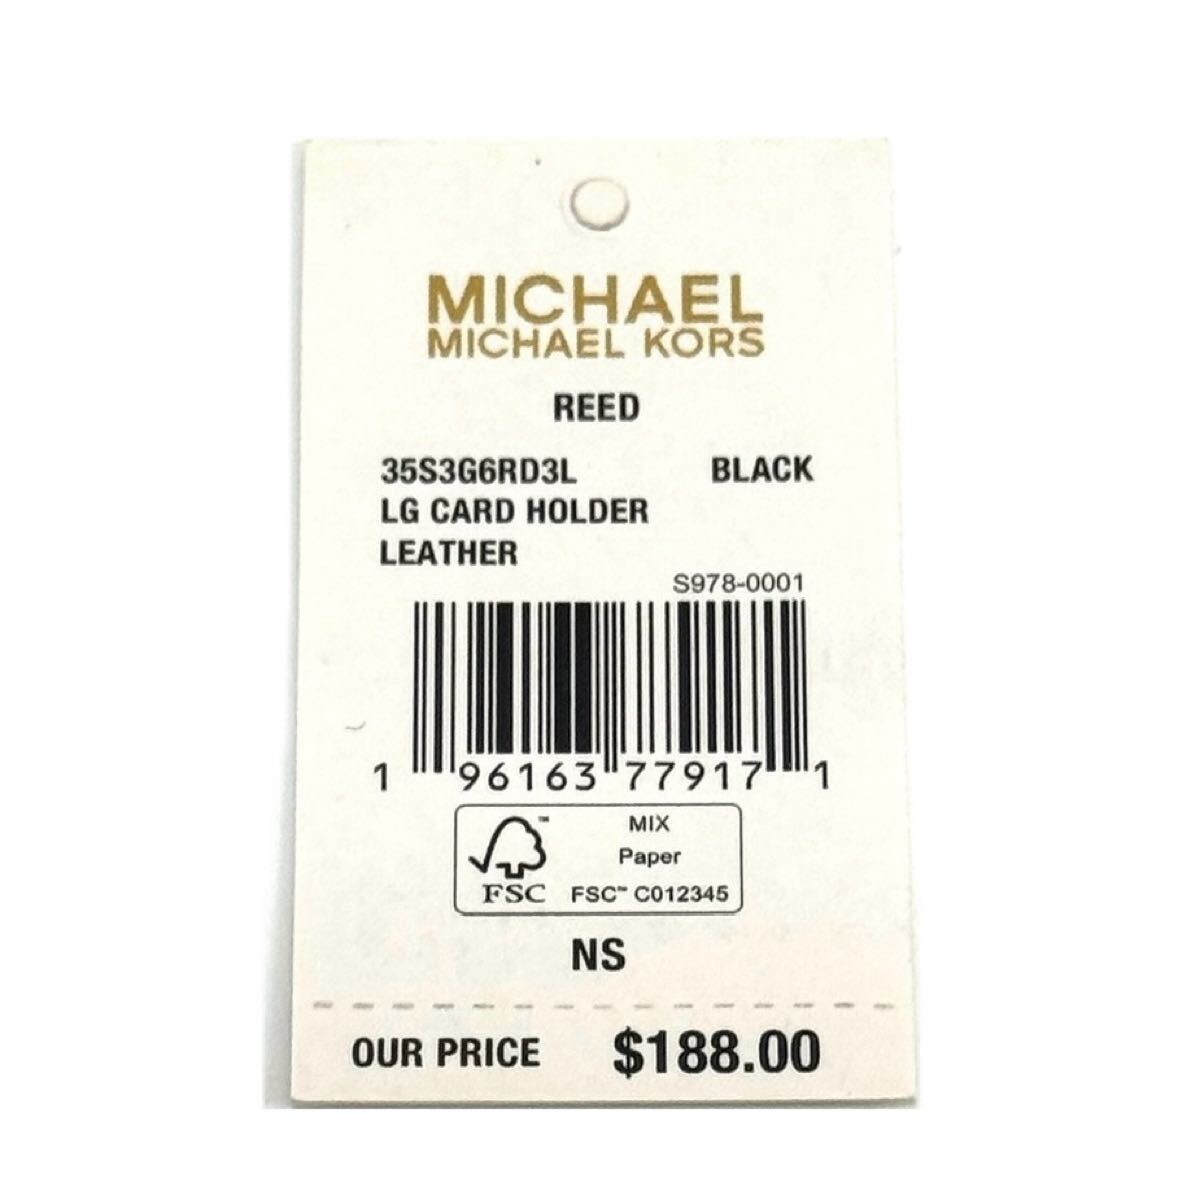 MICHAEL
MICHAEL KORS
REED
35S3G6RD3L BLACK
LG CARD HOLDER
LEATHER
S978-0001
1 96163 77917 1
FSC™
MIX
Paper
FSC™ C012345
NS
OUR PRICE $188.00